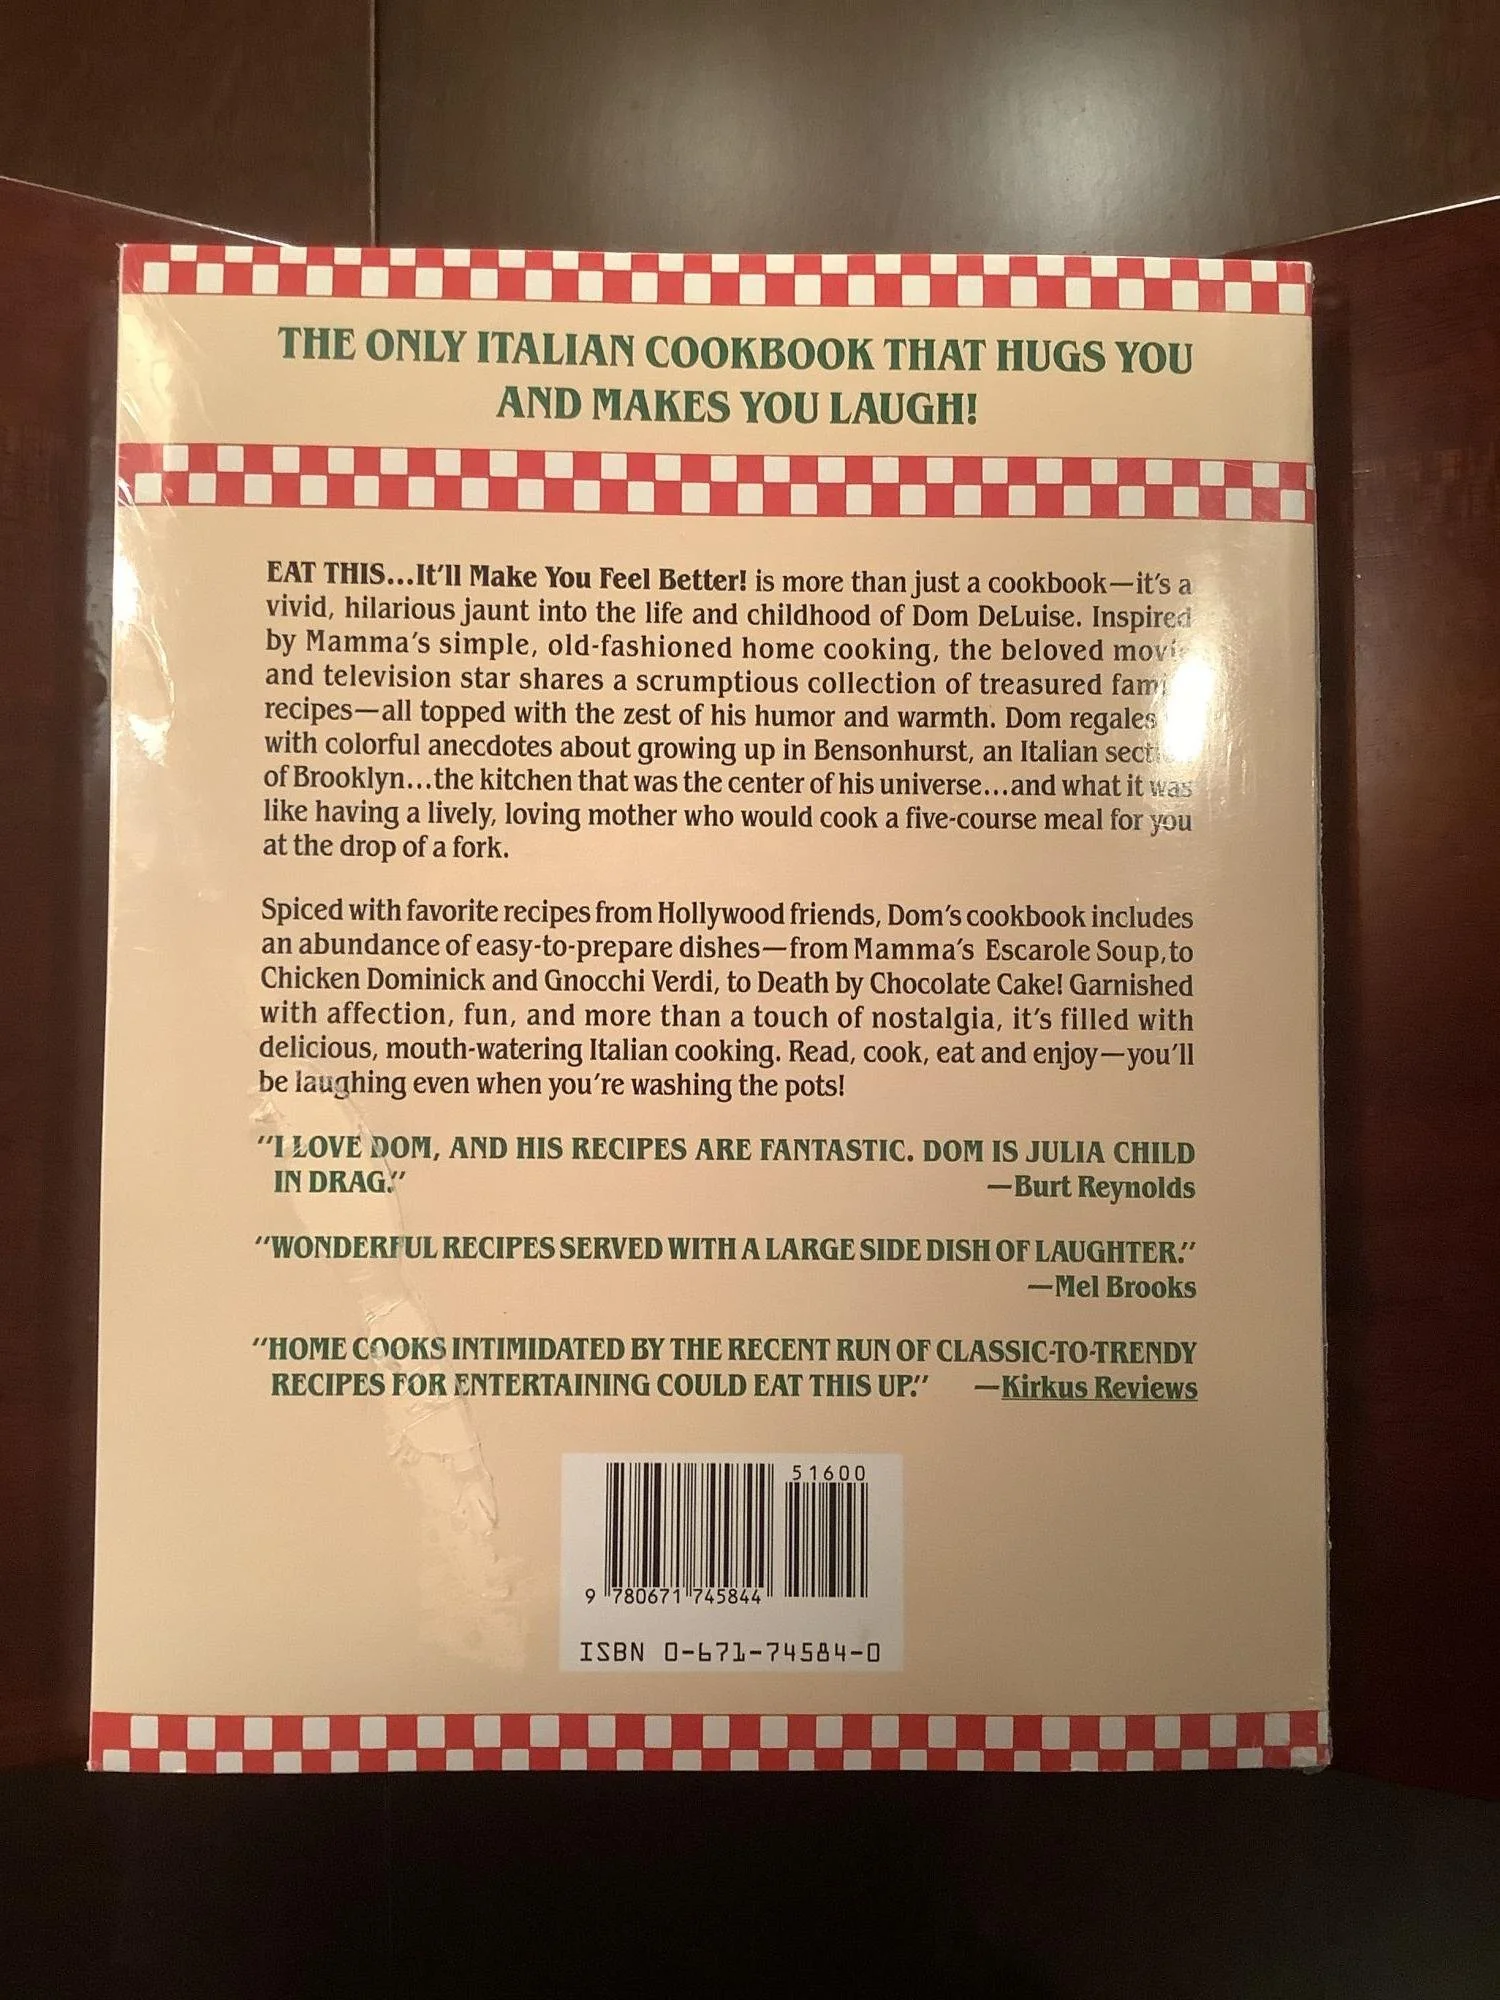 THE ONLY ITALIAN COOKBOOK THAT HUGS YOU
AND MAKES YOU LAUGH!
EAT THIS...It'll Make You Feel Better! is more than just a cookbook—it's a
vivid, hilarious jaunt into the life and childhood of Dom DeLuise. Inspired
by Mamma's simple, old-fashioned home cooking, the beloved movie
and television star shares a scrumptious collection of treasured family
recipes—all topped with the zest of his humor and warmth. Dom regales
with colorful anecdotes about growing up in Bensonhurst, an Italian section
of Brooklyn...the kitchen that was the center of his universe...and what it was
like having a lively, loving mother who would cook a five-course meal for you
at the drop of a fork.
Spiced with favorite recipes from Hollywood friends, Dom's cookbook includes
an abundance of easy-to-prepare dishes—from Mamma's Escarole Soup, to
Chicken Dominick and Gnocchi Verdi, to Death by Chocolate Cake! Garnished
with affection, fun, and more than a touch of nostalgia, it's filled with
delicious, mouth-watering Italian cooking. Read, cook, eat and enjoy—you'll
be laughing even when you're washing the pots!
"I LOVE DOM, AND HIS RECIPES ARE FANTASTIC. DOM IS JULIA CHILD
IN DRAG." —Burt Reynolds
"WONDERFUL RECIPES SERVED WITH A LARGE SIDE DISH OF LAUGHTER."
—Mel Brooks
"HOME COOKS INTIMIDATED BY THE RECENT RUN OF CLASSIC-TO-TRENDY
RECIPES FOR ENTERTAINING COULD EAT THIS UP." —Kirkus Reviews
51600
9 780671 745844
ISBN 0-671-74584-0